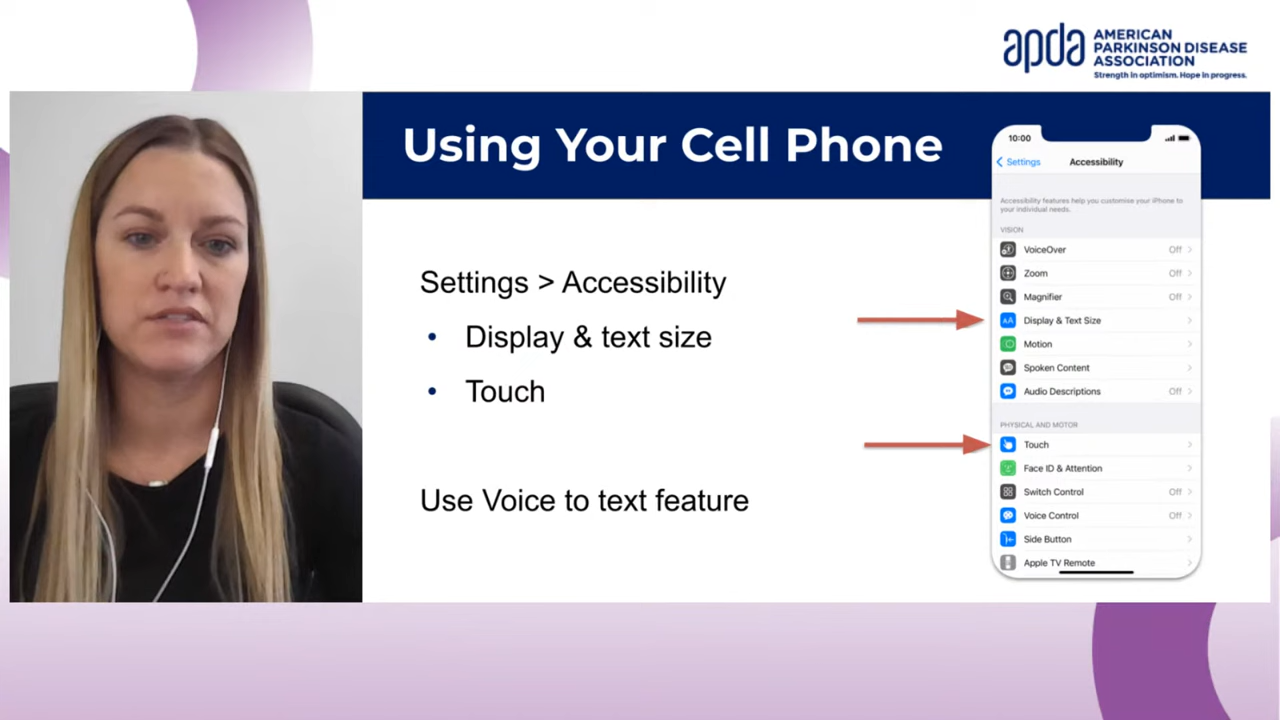 apda
AMERICAN
PARKINSON DISEASE
ASSOCIATION
Strength in optimism. Hope in progress.
Using Your Cell Phone
Settings > Accessibility
• Display & text size
• Touch
Use Voice to text feature
10:00
Settings Accessibility
Accessibility features help you customise your iPhone to
your individual needs.
VISION
VoiceOver Off
Zoom Off
Magnifier Off
AA Display & Text Size
Motion
Spoken Content
Audio Descriptions Off
PHYSICAL AND MOTOR
Touch
Face ID & Attention
Switch Control Off
Voice Control Off
Side Button
Apple TV Remote